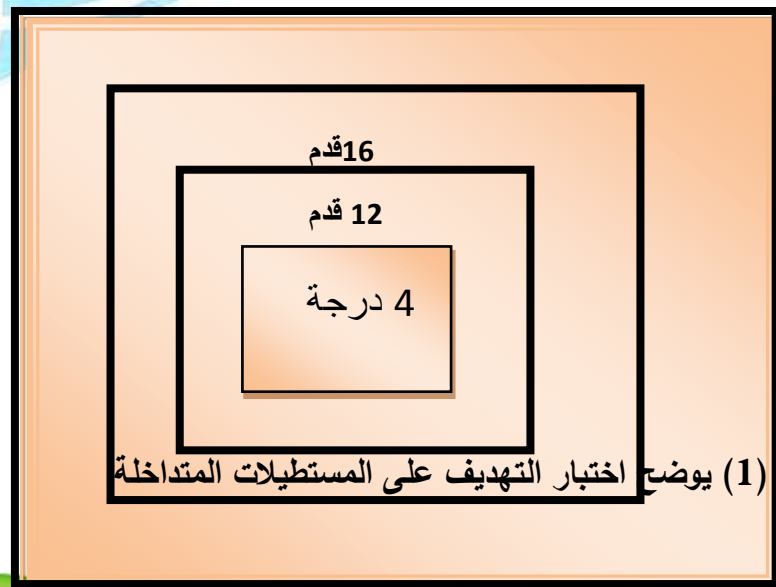 16قدم
12 قدم
4 درجة
(1) يوضح اختبار التهديف على المستطيلات المتداخلة